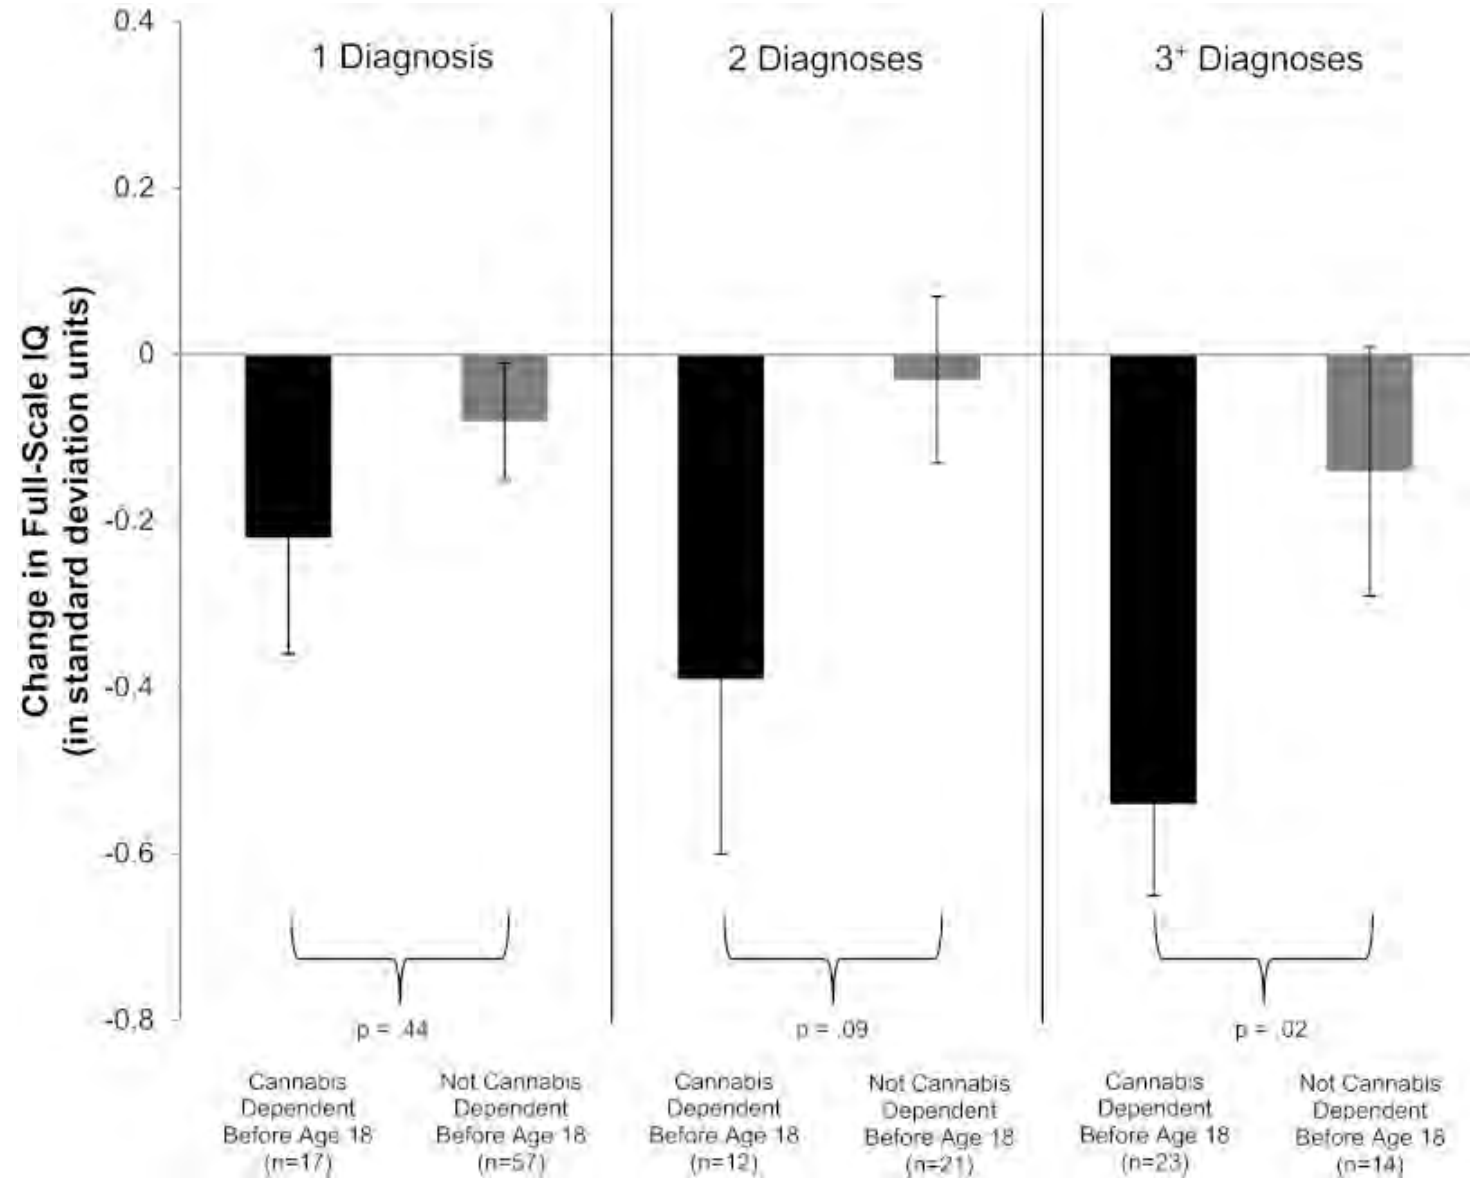 1 Diagnosis
2 Diagnoses
3+ Diagnoses
Change in Full-Scale IQ
(in standard deviation units)
0.4
0.2
0
-0.2
-0.4
-0.6
-0.8
p = .44
p = .09
p = .02
Cannabis
Dependent
Before Age 18
(n=17)
Not Cannabis
Dependent
Before Age 18
(n=57)
Cannabis
Dependent
Before Age 18
(n=12)
Not Cannabis
Dependent
Before Age 18
(n=21)
Cannabis
Dependent
Before Age 18
(n=23)
Not Cannabis
Dependent
Before Age 18
(n=14)